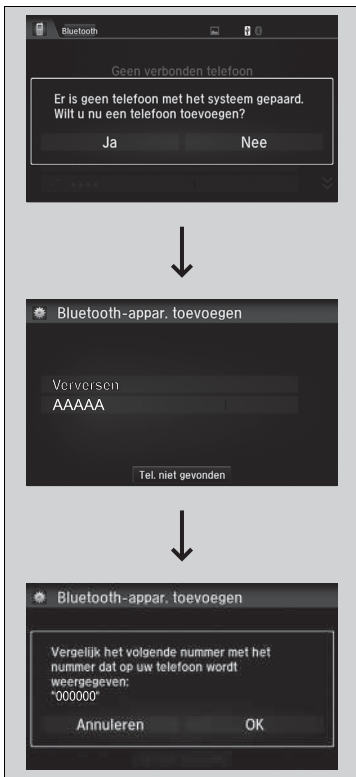 Bluetooth
Geen verbonden telefoon
Er is geen telefoon met het systeem gepaard.
Wilt u nu een telefoon toevoegen?
Ja Nee
Bluetooth-appar. toevoegen
Verversen
AAAAA
Tel. niet gevonden
Bluetooth-appar. toevoegen
Vergelijk het volgende nummer met het
nummer dat op uw telefoon wordt
weergegeven:
"000000"
Annuleren OK